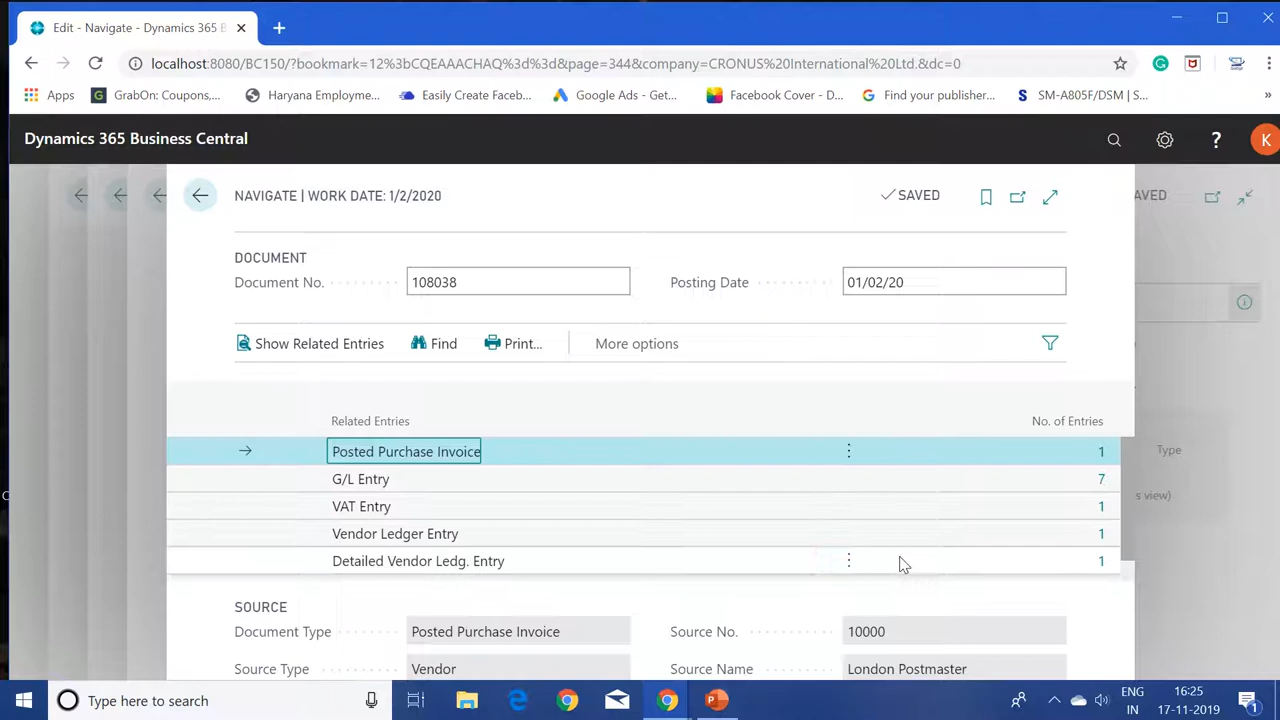 Edit - Navigate - Dynamics 365 B
localhost:8080/BC150/?bookmark=12%3bCQEAAACHAQ%3d%3d&page=344&company=CRONUS%20International%20Ltd.&dc=0
Apps GrabOn: Coupons,... Haryana Employme... Easily Create Faceb... Google Ads - Get... Facebook Cover - D... Find your publisher... SM-A805F/DSM | S... »
Dynamics 365 Business Central ? K
NAVIGATE | WORK DATE: 1/2/2020 SAVED AVED
DOCUMENT
Document No. 108038 Posting Date 01/02/20
Show Related Entries Find Print... More options
Related Entries No. of Entries
Posted Purchase Invoice 1 Type
G/L Entry 7
s view)
VAT Entry 1
Vendor Ledger Entry 1
Detailed Vendor Ledg. Entry 1
SOURCE
Document Type Posted Purchase Invoice Source No. 10000
Source Type Vendor Source Name London Postmaster
Type here to search ENG 16:25
IN 17-11-2019 1